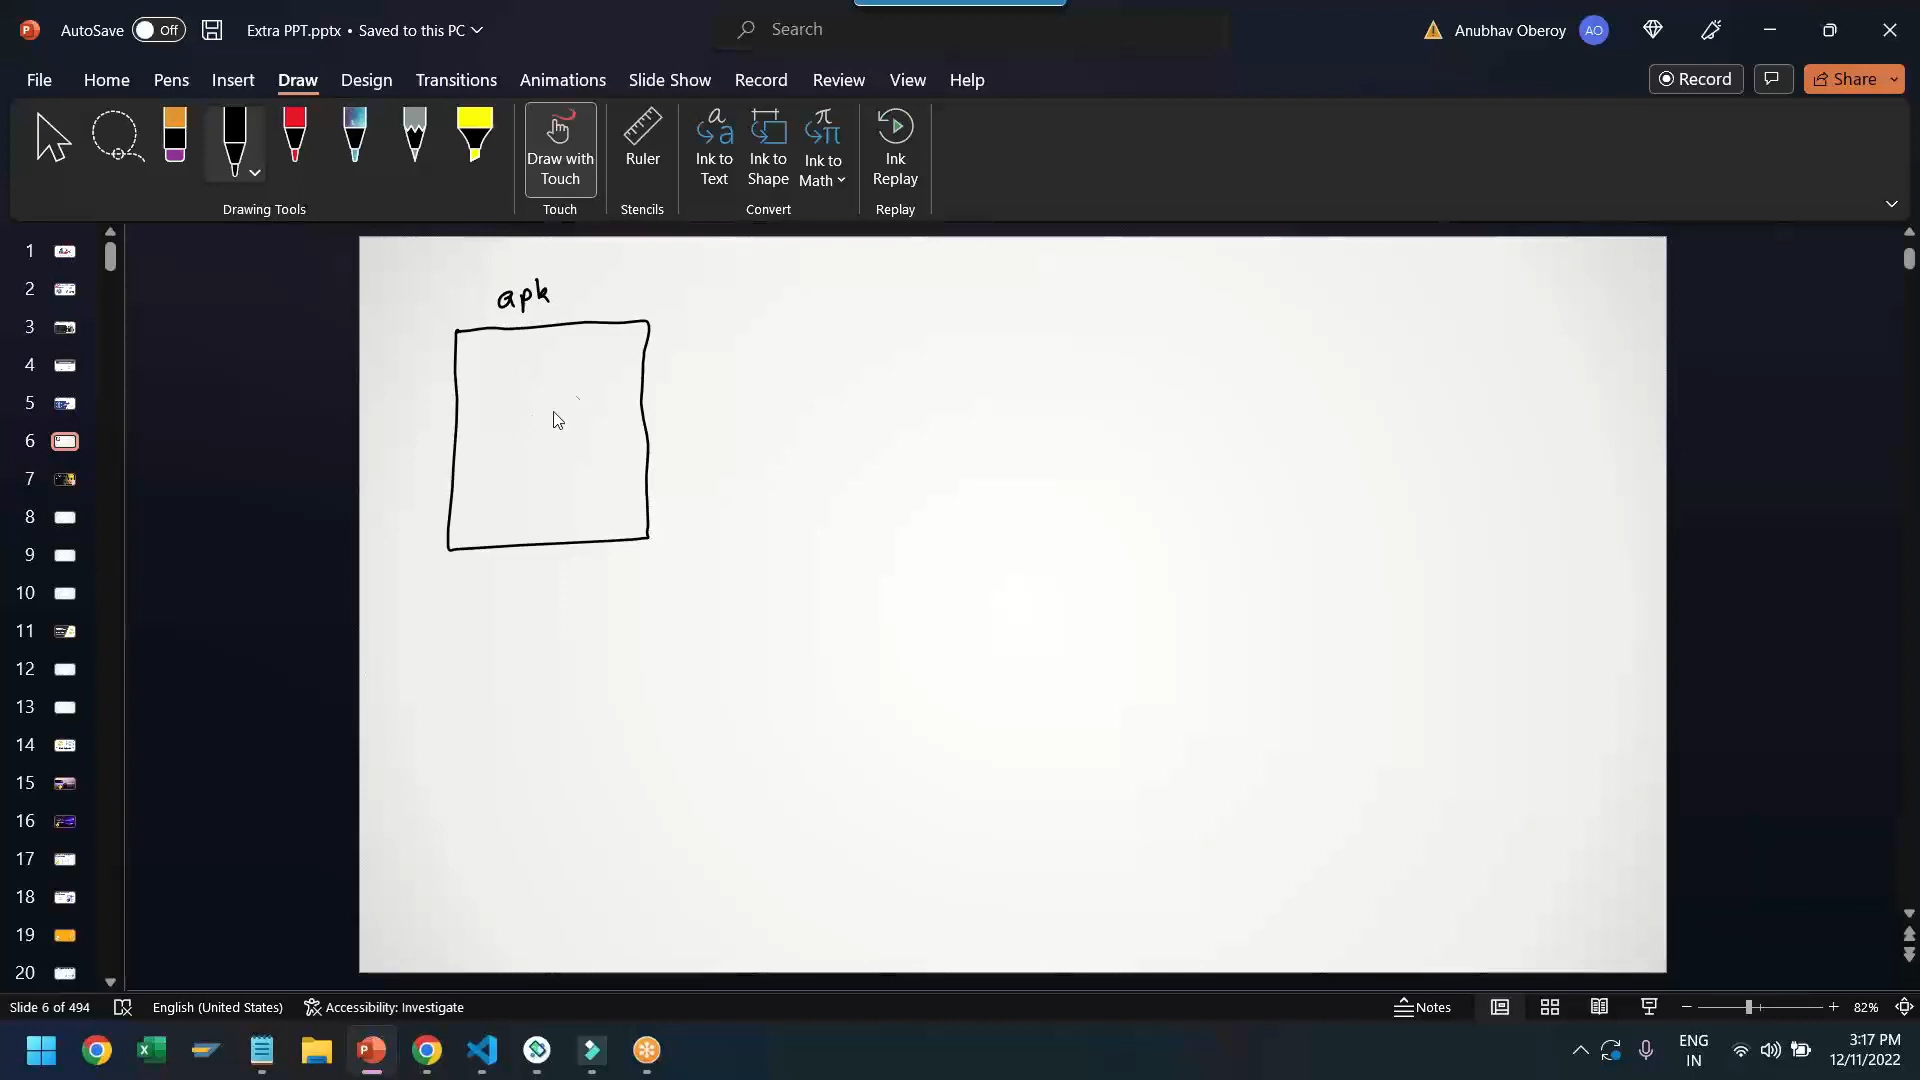 AutoSave Off Extra PPT.pptx • Saved to this PC Search Anubhav Oberoy AO
File Home Pens Insert Draw Design Transitions Animations Slide Show Record Review View Help Record Share
Draw with Touch
Ruler
Ink to Text
Ink to Shape
Ink to Math
Ink Replay
Drawing Tools Touch Stencils Convert Replay
apk
1
2
3
4
5
6
7
8
9
10
11
12
13
14
15
16
17
18
19
20
Slide 6 of 494 English (United States) Accessibility: Investigate Notes 82%
ENG IN
3:17 PM
12/11/2022